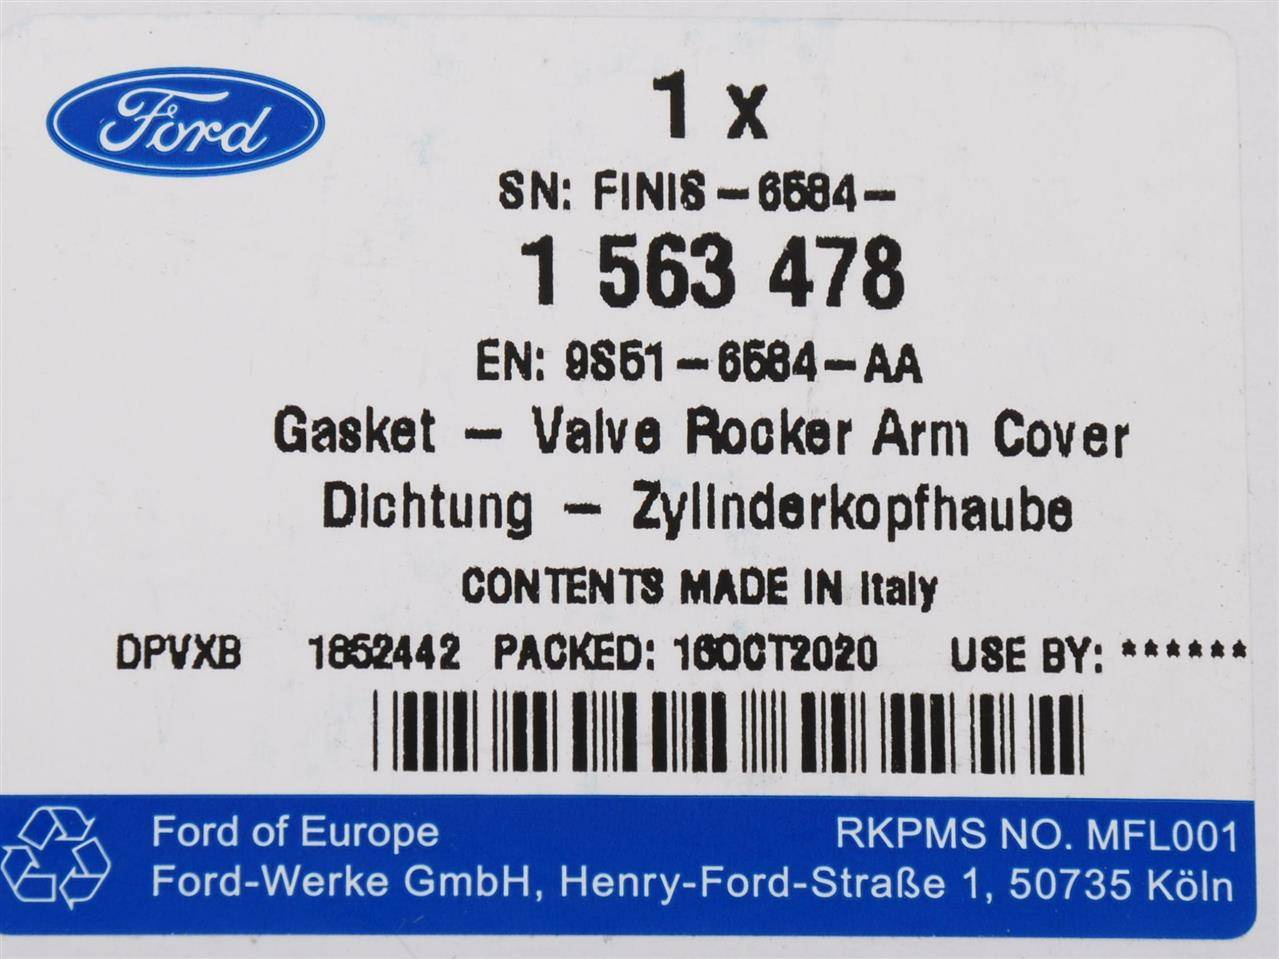 Ford
1 x
SN: FINIS-6584-
1 563 478
EN: 9S51-6584-AA
Gasket - Valve Rocker Arm Cover
Dichtung - Zylinderkopfhaube
CONTENTS MADE IN Italy
DPVXB 1652442 PACKED: 16OCT2020 USE BY: ******
Ford of Europe RKPMS NO. MFL001
Ford-Werke GmbH, Henry-Ford-Straße 1, 50735 Köln